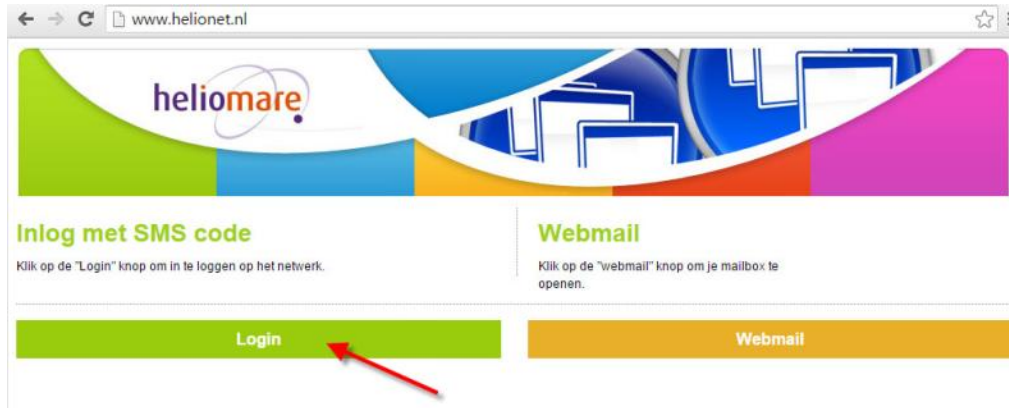 www.helionet.nl
heliomare
Inlog met SMS code
Klik op de "Login" knop om in te loggen op het netwerk.
Webmail
Klik op de "webmail" knop om je mailbox te
openen.
Login
Webmail